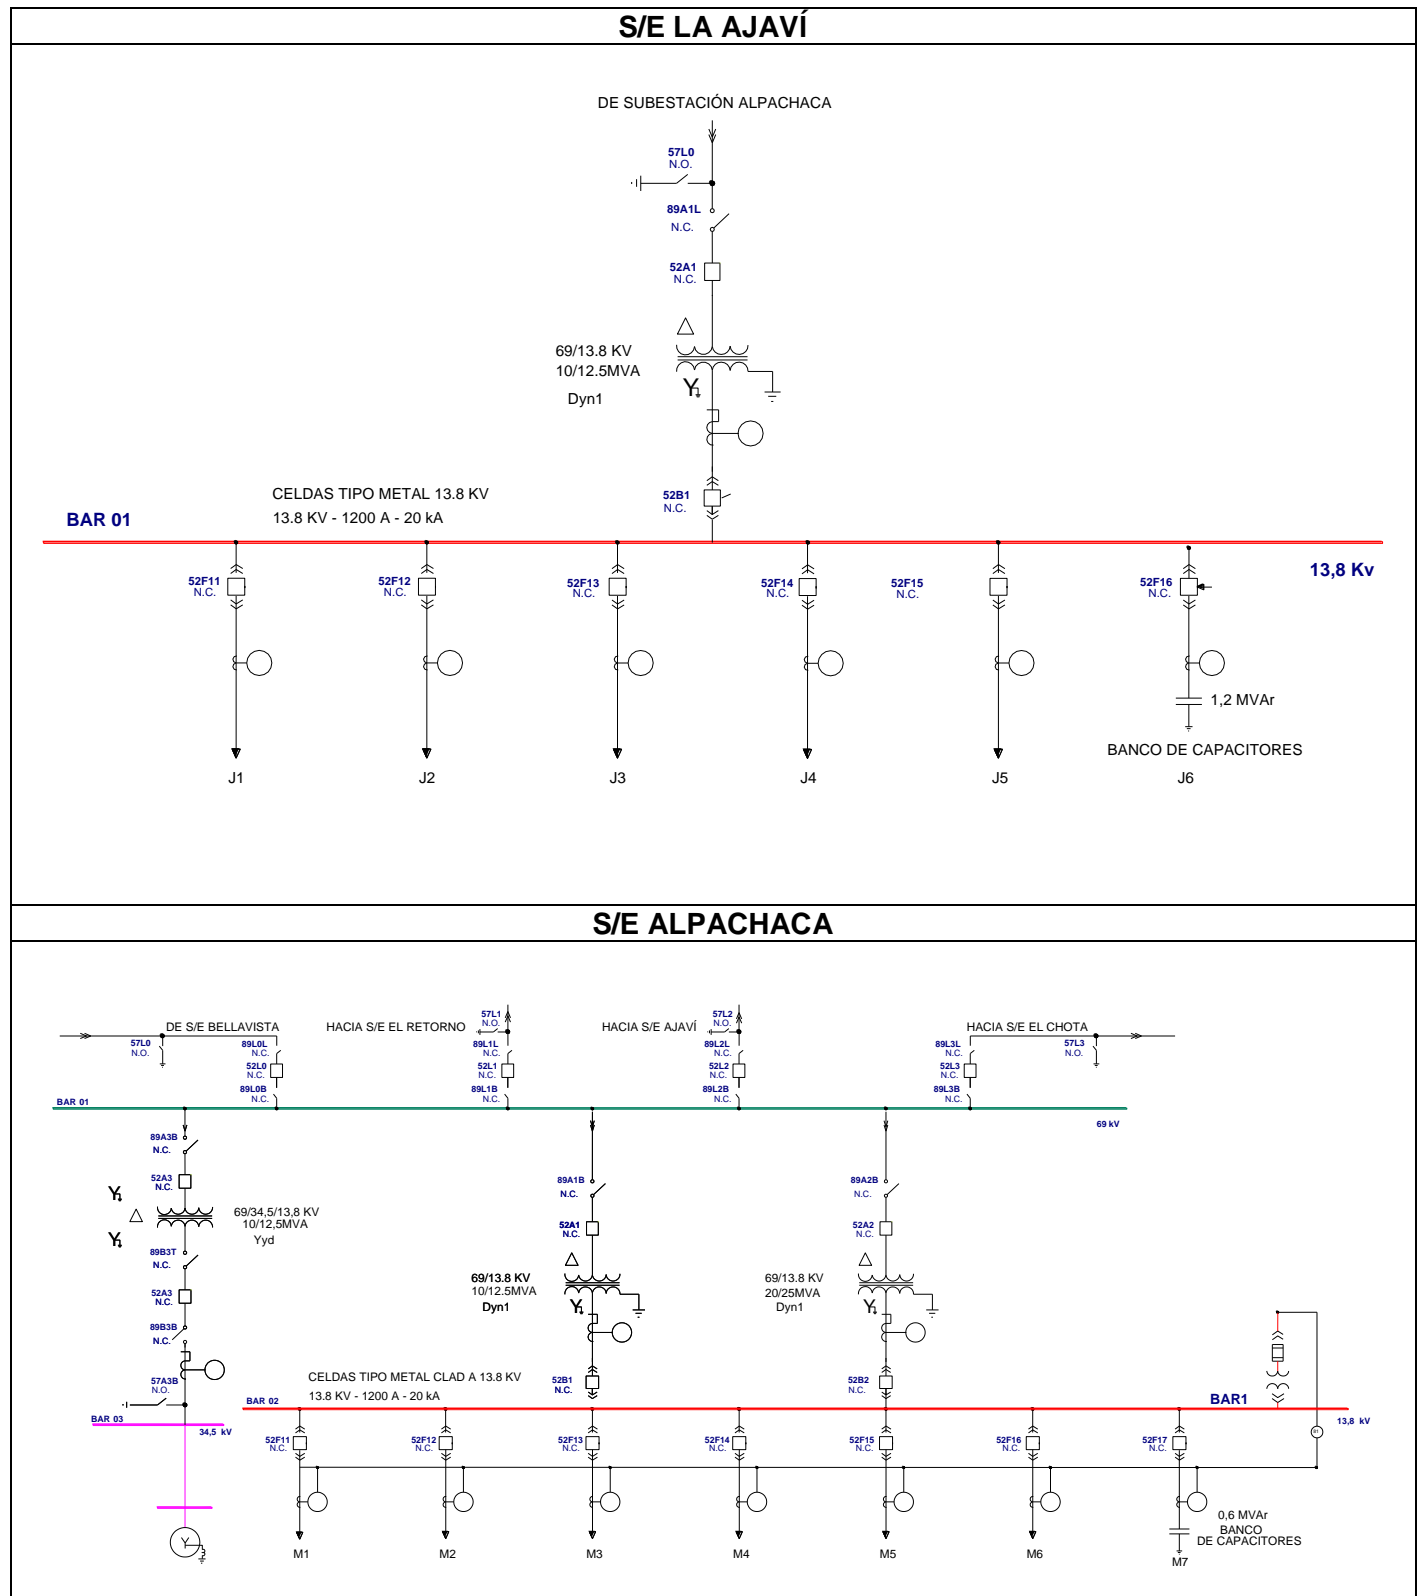 S/E LA AJAVÍ
DE SUBESTACIÓN ALPACHACA
57L0
N.O.
89A1L
N.C.
52A1
N.C.
69/13.8 KV
10/12.5MVA
Dyn1
Y
CELDAS TIPO METAL 13.8 KV
13.8 KV - 1200 A - 20 kA
52B1
N.C.
BAR 01
13,8 Kv
52F11
N.C.
52F12
N.C.
52F13
N.C.
52F14
N.C.
52F15
N.C.
52F16
N.C.
1,2 MVAr
BANCO DE CAPACITORES
J1
J2
J3
J4
J5
J6
S/E ALPACHACA
DE S/E BELLAVISTA
57L0
N.O.
89L0L
N.C.
52L0
N.C.
89L0B
N.C.
HACIA S/E EL RETORNO
57L1
N.O.
89L1L
N.C.
52L1
N.C.
89L1B
N.C.
HACIA S/E AJAVÍ
57L2
N.O.
89L2L
N.C.
52L2
N.C.
89L2B
N.C.
HACIA S/E EL CHOTA
57L3
N.O.
89L3L
N.C.
52L3
N.C.
89L3B
N.C.
BAR 01
69 kV
89A3B
N.C.
52A3
N.C.
Y
Y
69/34,5/13,8 KV
10/12,5MVA
Yyd
89B3T
N.C.
52A3
N.C.
89B3B
N.C.
57A3B
N.O.
BAR 03
34,5 kV
Y
89A1B
N.C.
52A1
N.C.
69/13.8 KV
10/12.5MVA
Dyn1
Y
52B1
N.C.
89A2B
N.C.
52A2
N.C.
69/13.8 KV
20/25MVA
Dyn1
Y
52B2
N.C.
CELDAS TIPO METAL CLAD A 13.8 KV
13.8 KV - 1200 A - 20 kA
BAR 02
BAR1
13,8 kV
52F11
N.C.
52F12
N.C.
52F13
N.C.
52F14
N.C.
52F15
N.C.
52F16
N.C.
52F17
N.C.
0,6 MVAr
BANCO
DE CAPACITORES
M1
M2
M3
M4
M5
M6
M7